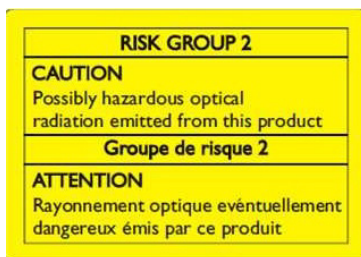 RISK GROUP 2
CAUTION
Possibly hazardous optical
radiation emitted from this product
Groupe de risque 2
ATTENTION
Rayonnement optique evéntuellement
dangereux émis par ce produit